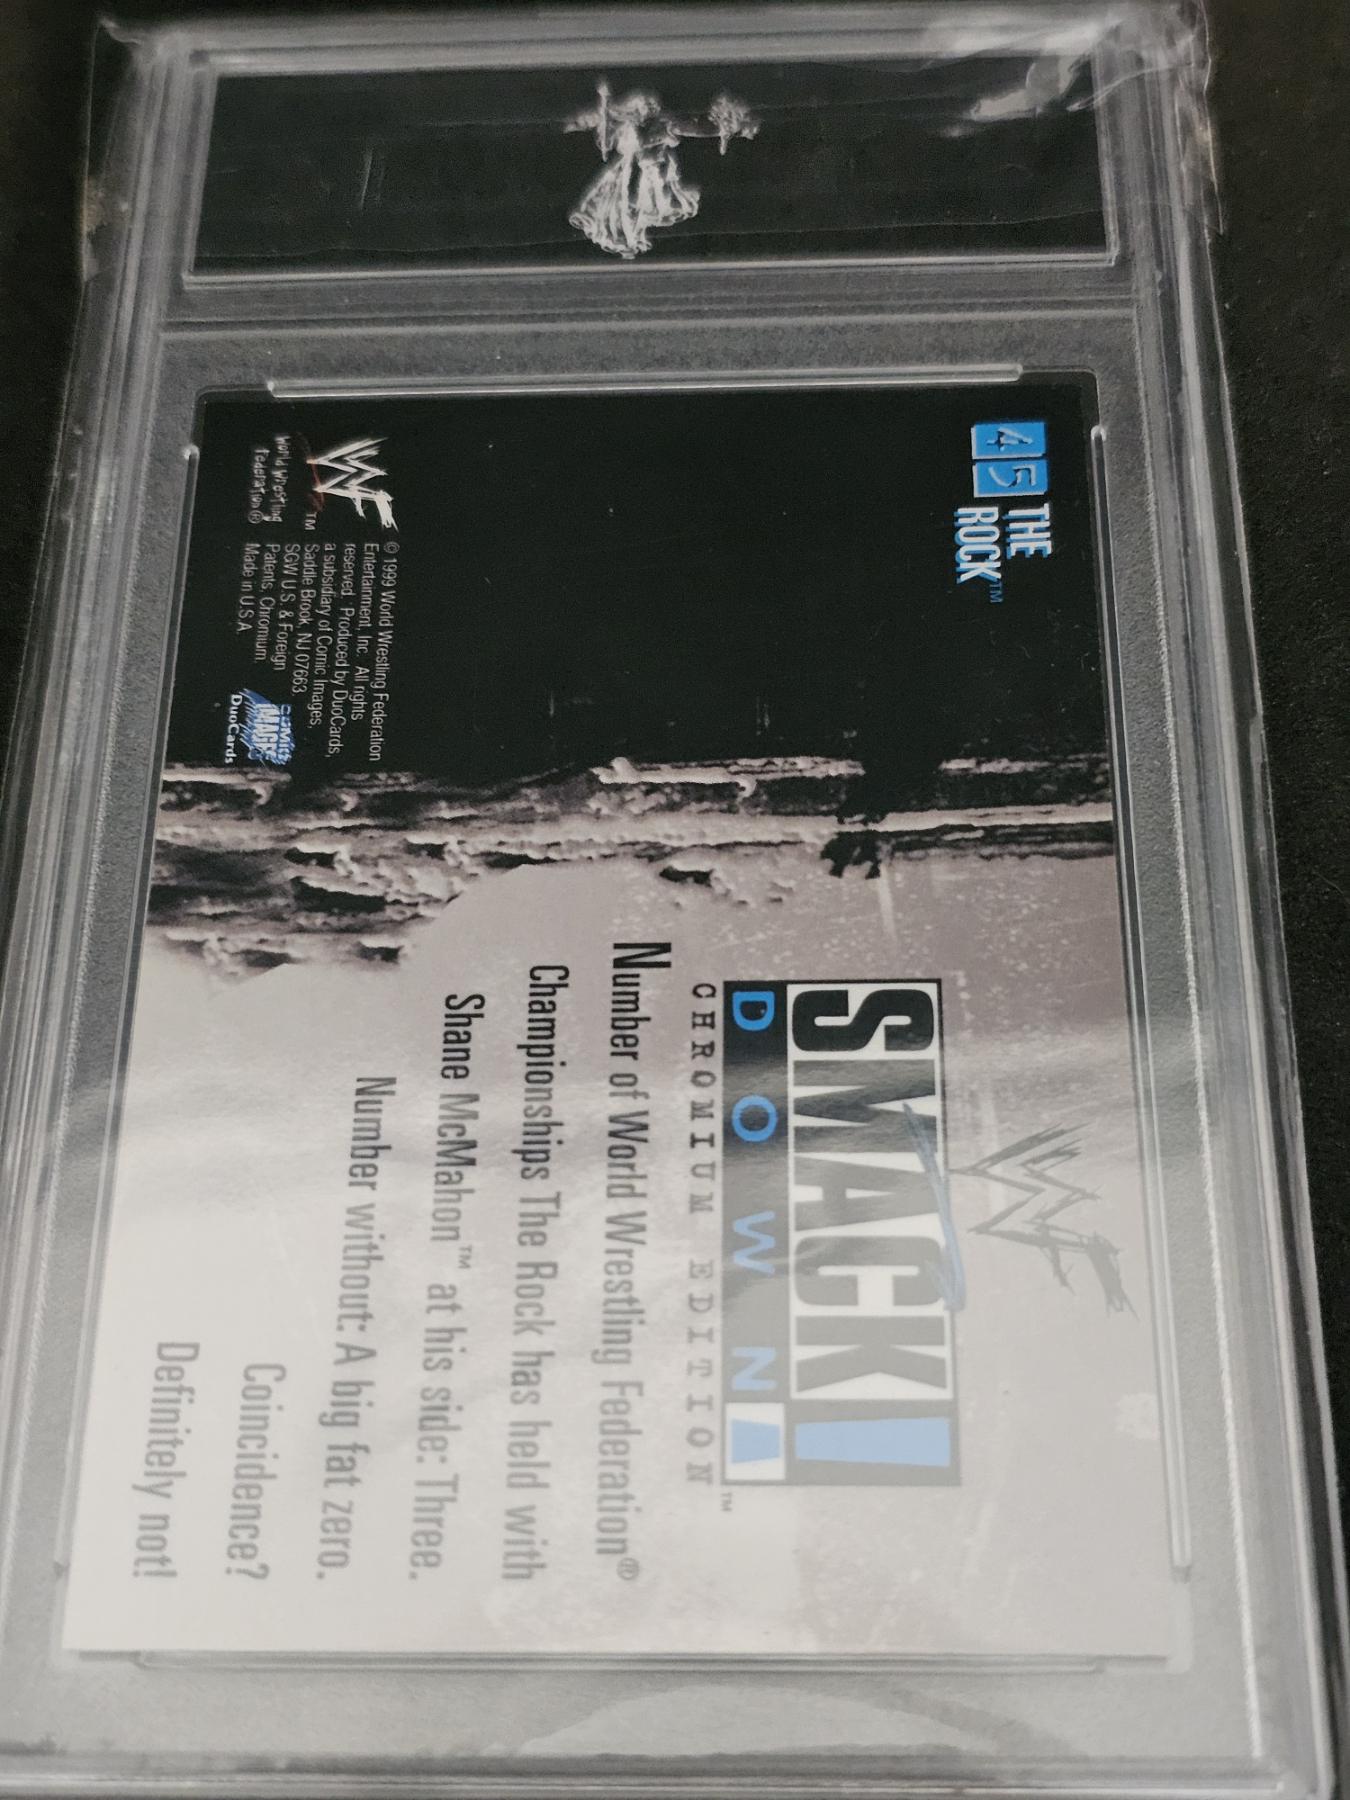 45 THE
ROCK™
SMACK!
DOWN!
CHROMIUM EDITION™
Number of World Wrestling Federation®
Championships The Rock has held with
Shane McMahon™ at his side: Three.
Number without: A big fat zero.
Coincidence?
Definitely not!
WF™
World Wrestling
Federation®
© 1999 World Wrestling Federation
Entertainment, Inc. All rights
reserved. Produced by DuoCards,
a subsidiary of Comic Images,
Saddle Brook, NJ 07663.
SGW U.S. & Foreign
Patents, Chromium.
Made in U.S.A.
COMIC
IMAGES
DuoCards